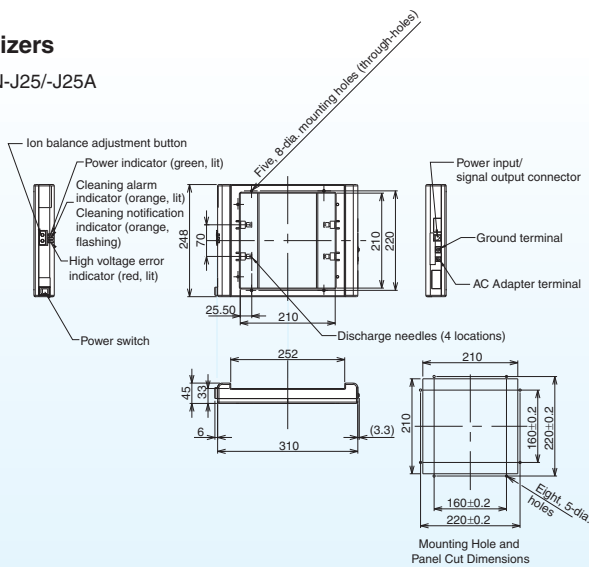 izers
N-J25/-J25A
Five, 8-dia. mounting holes (through-holes)
Ion balance adjustment button
Power indicator (green, lit)
Cleaning alarm
indicator (orange, lit)
Cleaning notification
indicator (orange,
flashing)
High voltage error
indicator (red, lit)
Power switch
248
70
210
220
25.50
210
Discharge needles (4 locations)
Power input/
signal output connector
Ground terminal
AC Adapter terminal
252
45
33
6
310
(3.3)
210
210
160±0.2
220±0.2
160±0.2
220±0.2
Eight, 5-dia.
holes
Mounting Hole and
Panel Cut Dimensions